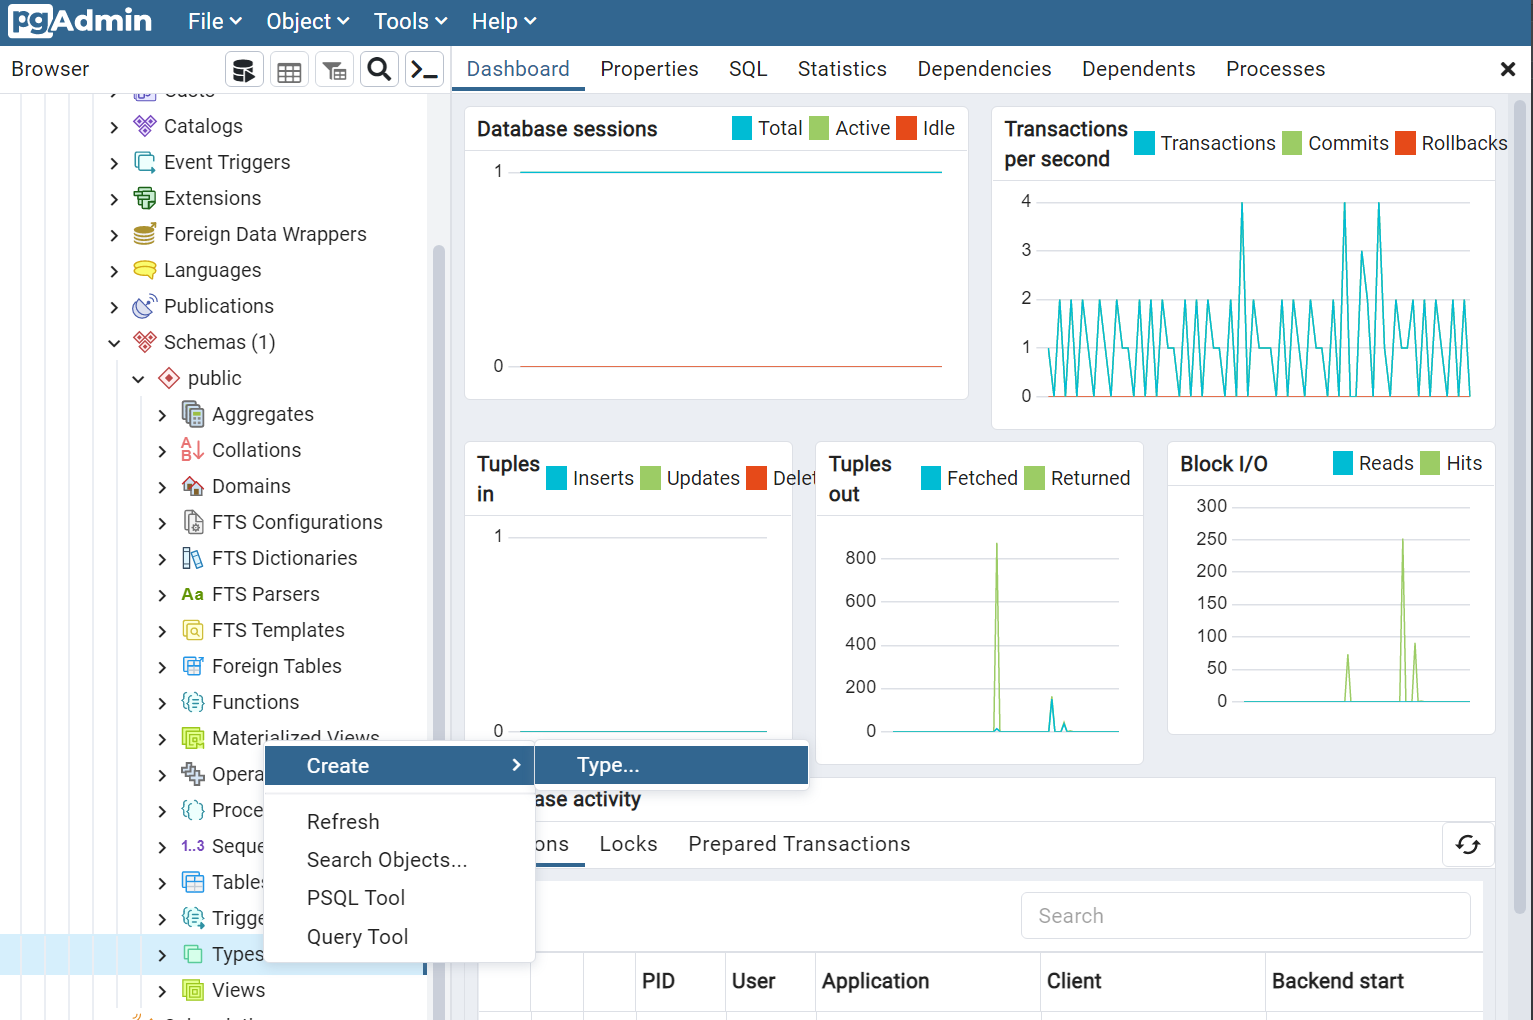 pgAdmin File Object Tools Help
Browser
Dashboard Properties SQL Statistics Dependencies Dependents Processes
Catalogs
Event Triggers
Extensions
Foreign Data Wrappers
Languages
Publications
Schemas (1)
public
Aggregates
Collations
Domains
FTS Configurations
FTS Dictionaries
Aa FTS Parsers
FTS Templates
Foreign Tables
Functions
Materialized Views
Opera
Proce
1..3 Seque
Tables
Trigge
Types
Views
Create
Type...
Refresh
Search Objects...
PSQL Tool
Query Tool
Database sessions
Total Active Idle
1
0
Transactions per second
Transactions Commits Rollbacks
4
3
2
1
0
Tuples in
Inserts Updates Delet
1
0
Tuples out
Fetched Returned
800
600
400
200
0
Block I/O
Reads Hits
300
250
200
150
100
50
0
ase activity
ons Locks Prepared Transactions
Search
PID User Application Client Backend start